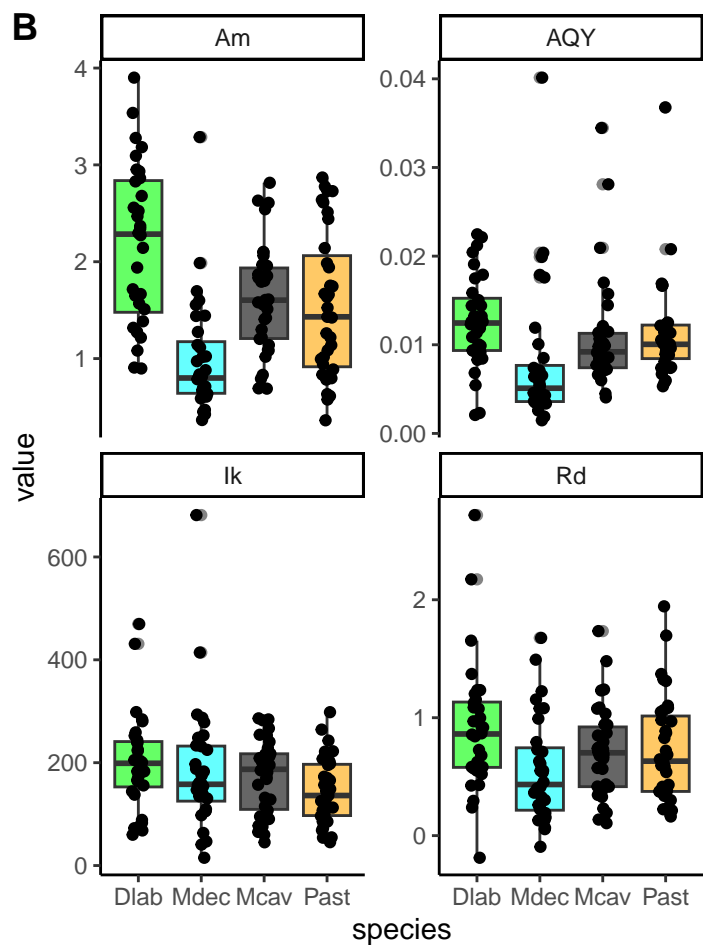 B
Am AQY
4 0.04
3 0.03
2 0.02
1 0.01
0.00
value
Ik Rd
600 2
400 1
200 0
0
Dlab Mdec Mcav Past Dlab Mdec Mcav Past
species